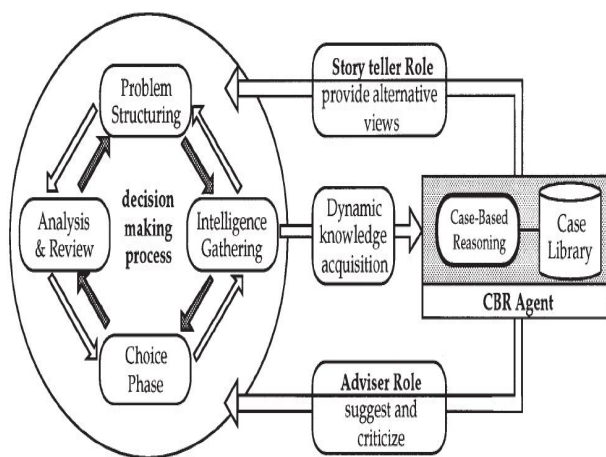 Problem
Structuring
Analysis
& Review
decision
making
process
Intelligence
Gathering
Choice
Phase
Story teller Role
provide alternative
views
Dynamic
knowledge
acquisition
Adviser Role
suggest and
criticize
Case-Based
Reasoning
Case
Library
CBR Agent